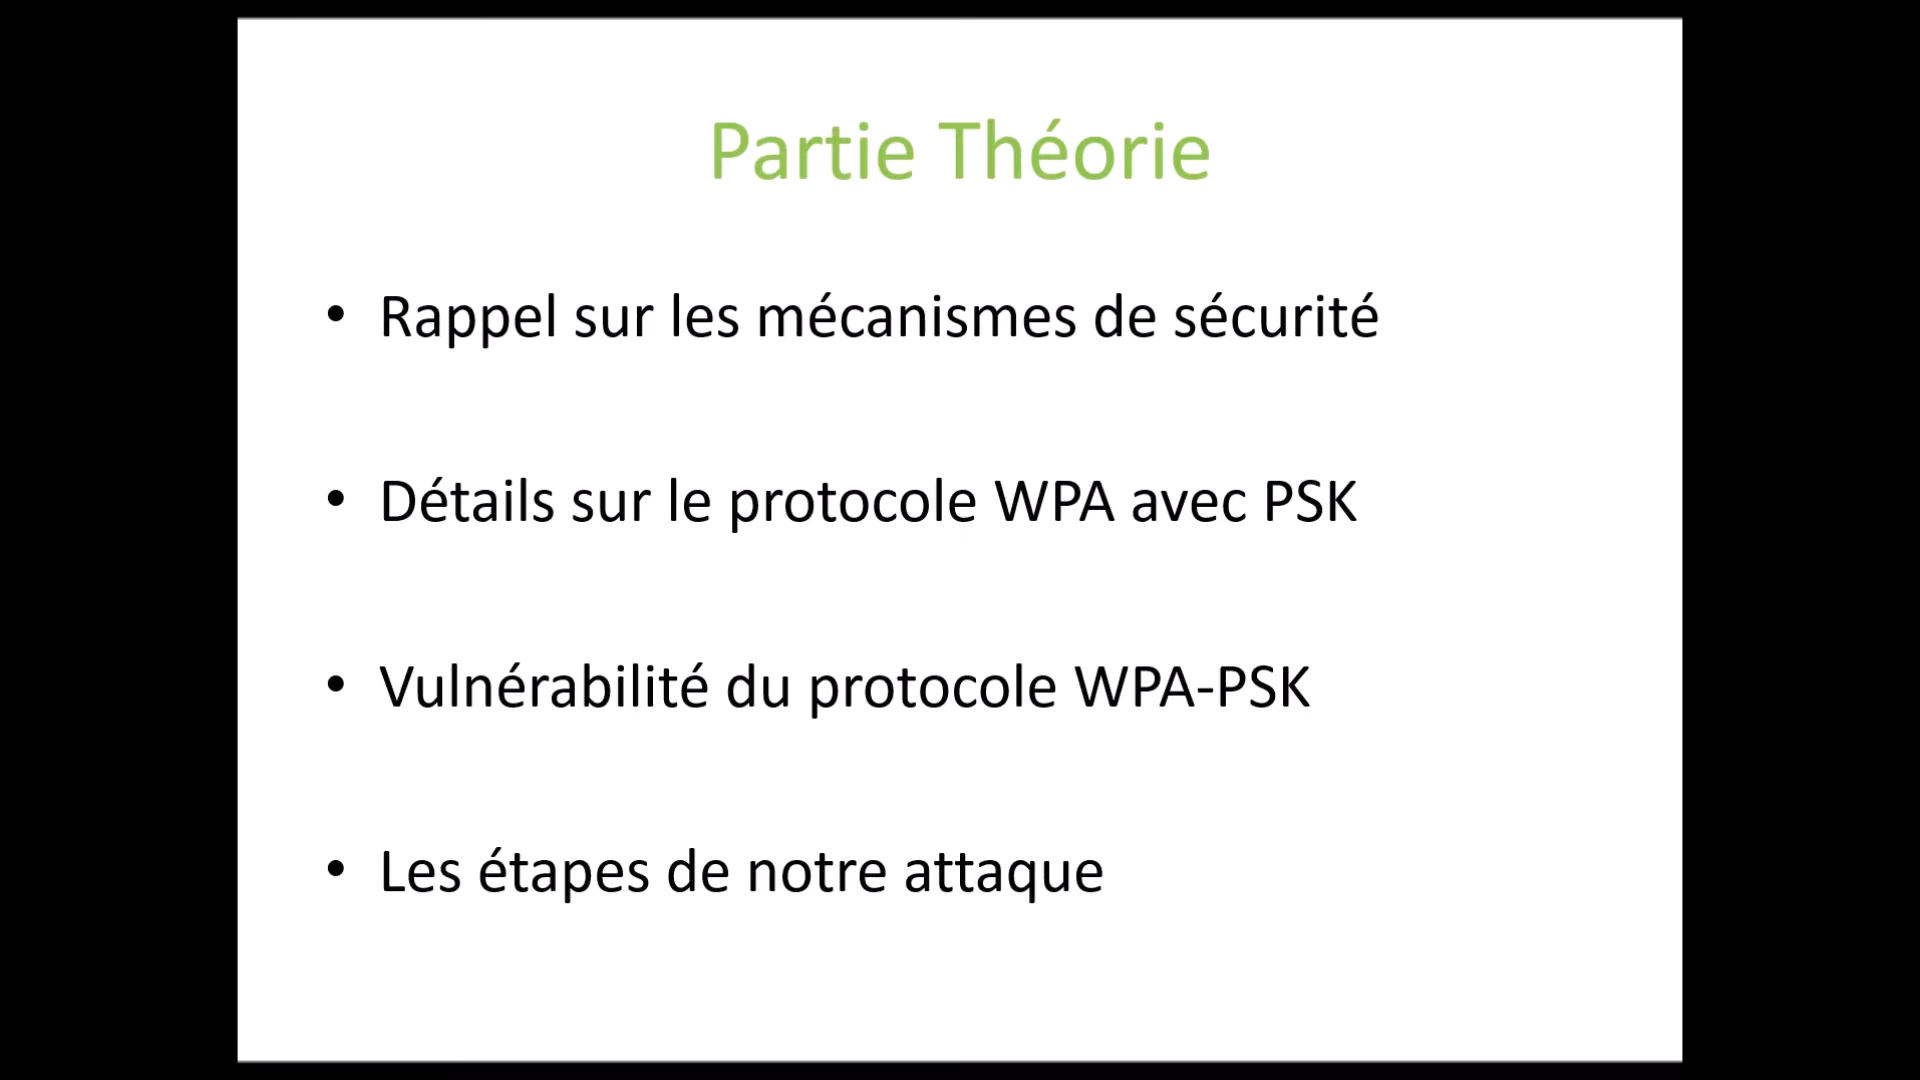 Partie Théorie
• Rappel sur les mécanismes de sécurité
• Détails sur le protocole WPA avec PSK
• Vulnérabilité du protocole WPA-PSK
• Les étapes de notre attaque